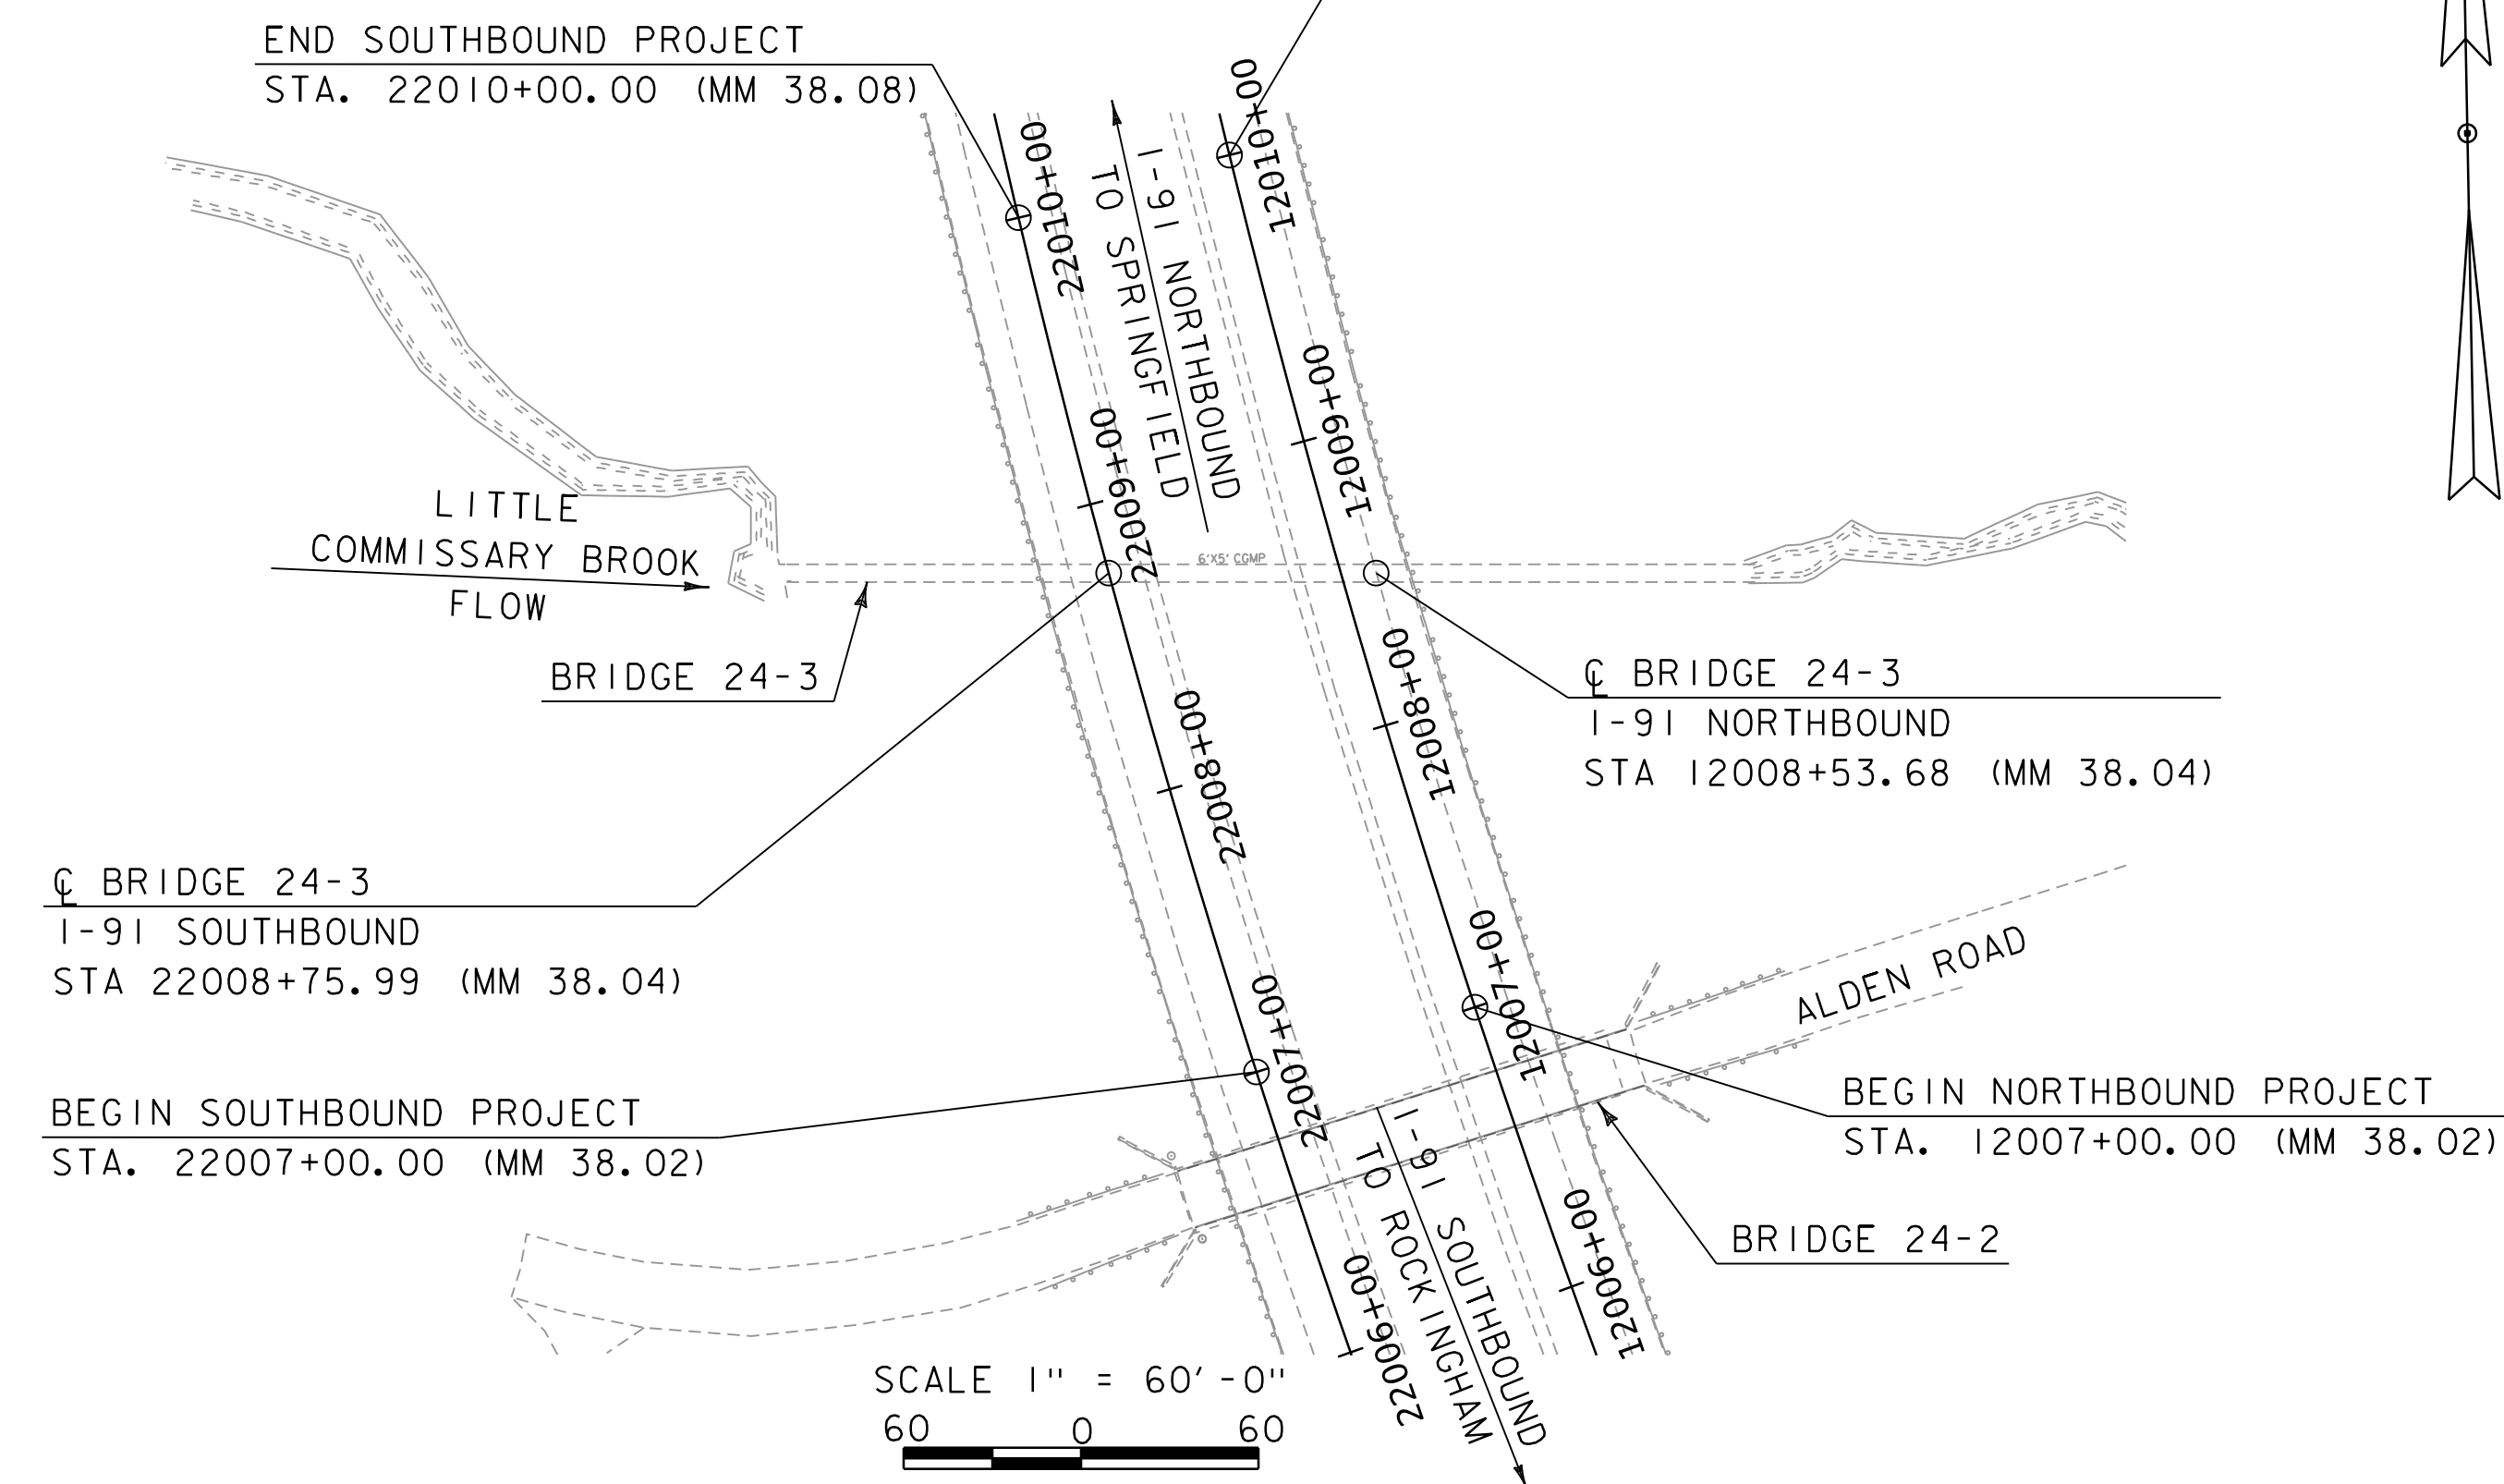 END SOUTHBOUND PROJECT
STA. 22010+00.00 (MM 38.08)
22010+00
I-91 NORTHBOUND
TO SPRINGFIELD
12010+00
22009+00
12009+00
LITTLE
COMMISSARY BROOK
FLOW
6'X5' CGMP
BRIDGE 24-3
℄ BRIDGE 24-3
I-91 NORTHBOUND
STA 12008+53.68 (MM 38.04)
22008+00
12008+00
℄ BRIDGE 24-3
I-91 SOUTHBOUND
STA 22008+75.99 (MM 38.04)
ALDEN ROAD
22007+00
12007+00
BEGIN SOUTHBOUND PROJECT
STA. 22007+00.00 (MM 38.02)
BEGIN NORTHBOUND PROJECT
STA. 12007+00.00 (MM 38.02)
I-91 SOUTHBOUND
TO ROCKINGHAM
BRIDGE 24-2
22006+00
12006+00
SCALE 1" = 60'-0"
60 0 60